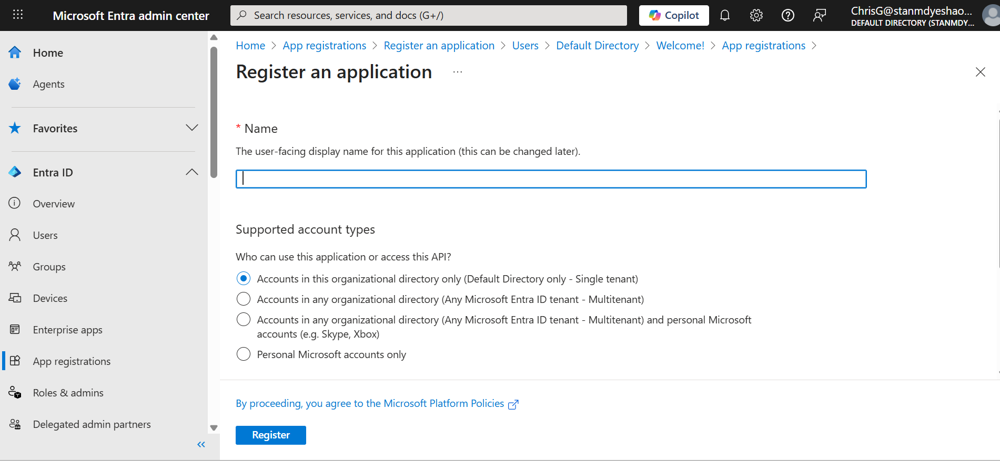 Microsoft Entra admin center
Search resources, services, and docs (G+/)
Copilot
ChrisG@stanmdyeshao...
DEFAULT DIRECTORY (STANMDY...
Home
Agents
Favorites
Entra ID
Overview
Users
Groups
Devices
Enterprise apps
App registrations
Roles & admins
Delegated admin partners
Home > App registrations > Register an application > Users > Default Directory > Welcome! > App registrations >
Register an application ...
* Name
The user-facing display name for this application (this can be changed later).
Supported account types
Who can use this application or access this API?
Accounts in this organizational directory only (Default Directory only - Single tenant)
Accounts in any organizational directory (Any Microsoft Entra ID tenant - Multitenant)
Accounts in any organizational directory (Any Microsoft Entra ID tenant - Multitenant) and personal Microsoft
accounts (e.g. Skype, Xbox)
Personal Microsoft accounts only
By proceeding, you agree to the Microsoft Platform Policies
Register